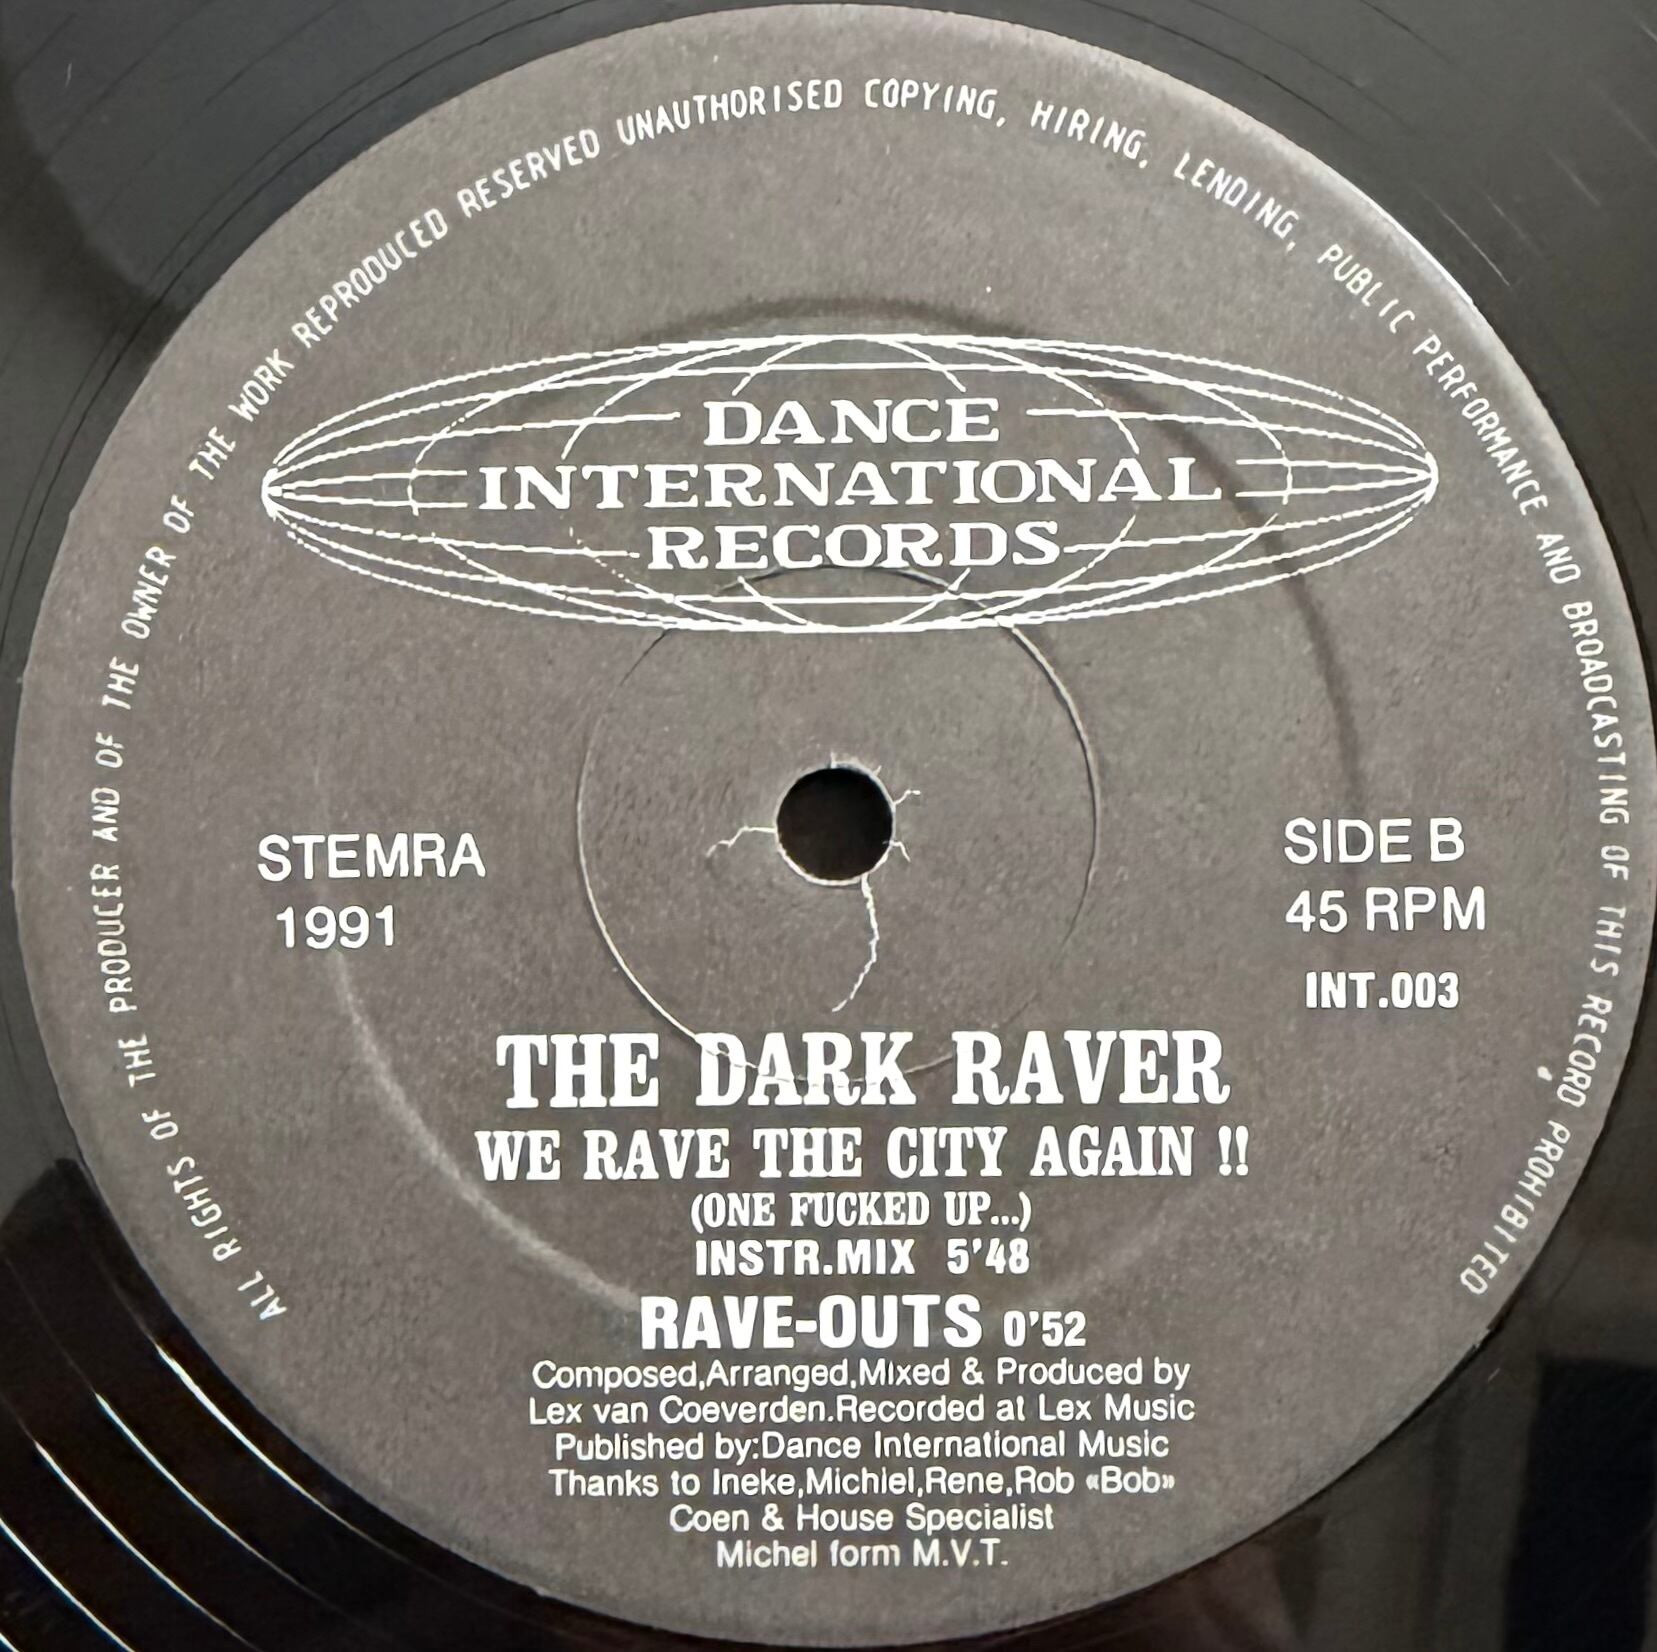 ALL RIGHTS OF THE PRODUCER AND OF THE OWNER OF THE WORK REPRODUCED RESERVED UNAUTHORISED COPYING, HIRING, LENDING, PUBLIC PERFORMANCE AND BROADCASTING OF THIS RECORD PROHIBITED
DANCE
INTERNATIONAL
RECORDS
STEMRA
1991
SIDE B
45 RPM
INT.003
THE DARK RAVER
WE RAVE THE CITY AGAIN !!
(ONE FUCKED UP...)
INSTR.MIX 5'48
RAVE-OUTS 0'52
Composed,Arranged,Mixed & Produced by
Lex van Coeverden.Recorded at Lex Music
Published by:Dance International Music
Thanks to Ineke,Michiel,Rene,Rob «Bob»
Coen & House Specialist
Michel form M.V.T.